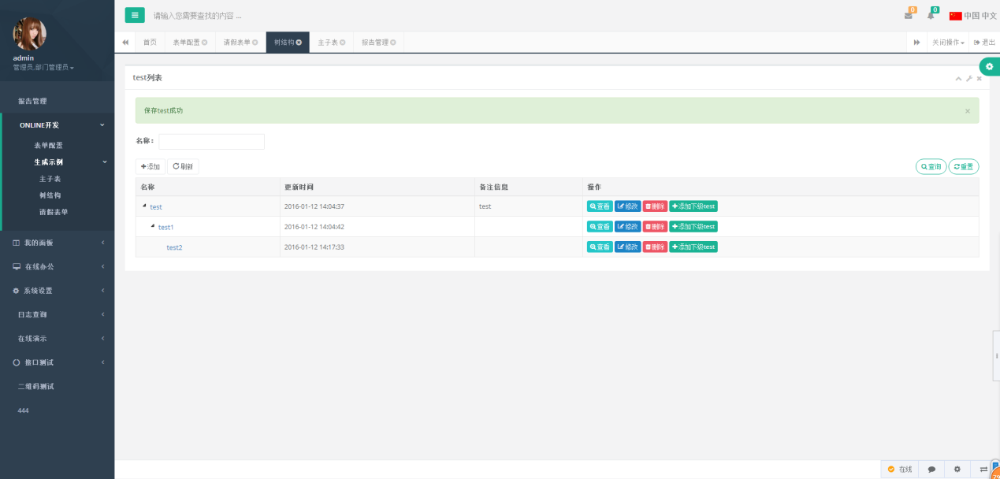 请输入您需要查找的内容 ...
0
0
中国 中文
admin
管理员,部门管理员
首页
表单配置
请假表单
树结构
主子表
报告管理
关闭操作
退出
报告管理
ONLINE开发
表单配置
生成示例
主子表
树结构
请假表单
我的面板
在线办公
系统设置
日志查询
在线演示
接口测试
二维码测试
444
test列表
保存test成功
×
名称：
添加 刷新 查询 重置
名称 更新时间 备注信息 操作
test 2016-01-12 14:04:37 test 查看 修改 删除 添加下级test
test1 2016-01-12 14:04:42 查看 修改 删除 添加下级test
test2 2016-01-12 14:17:33 查看 修改 删除 添加下级test
在线